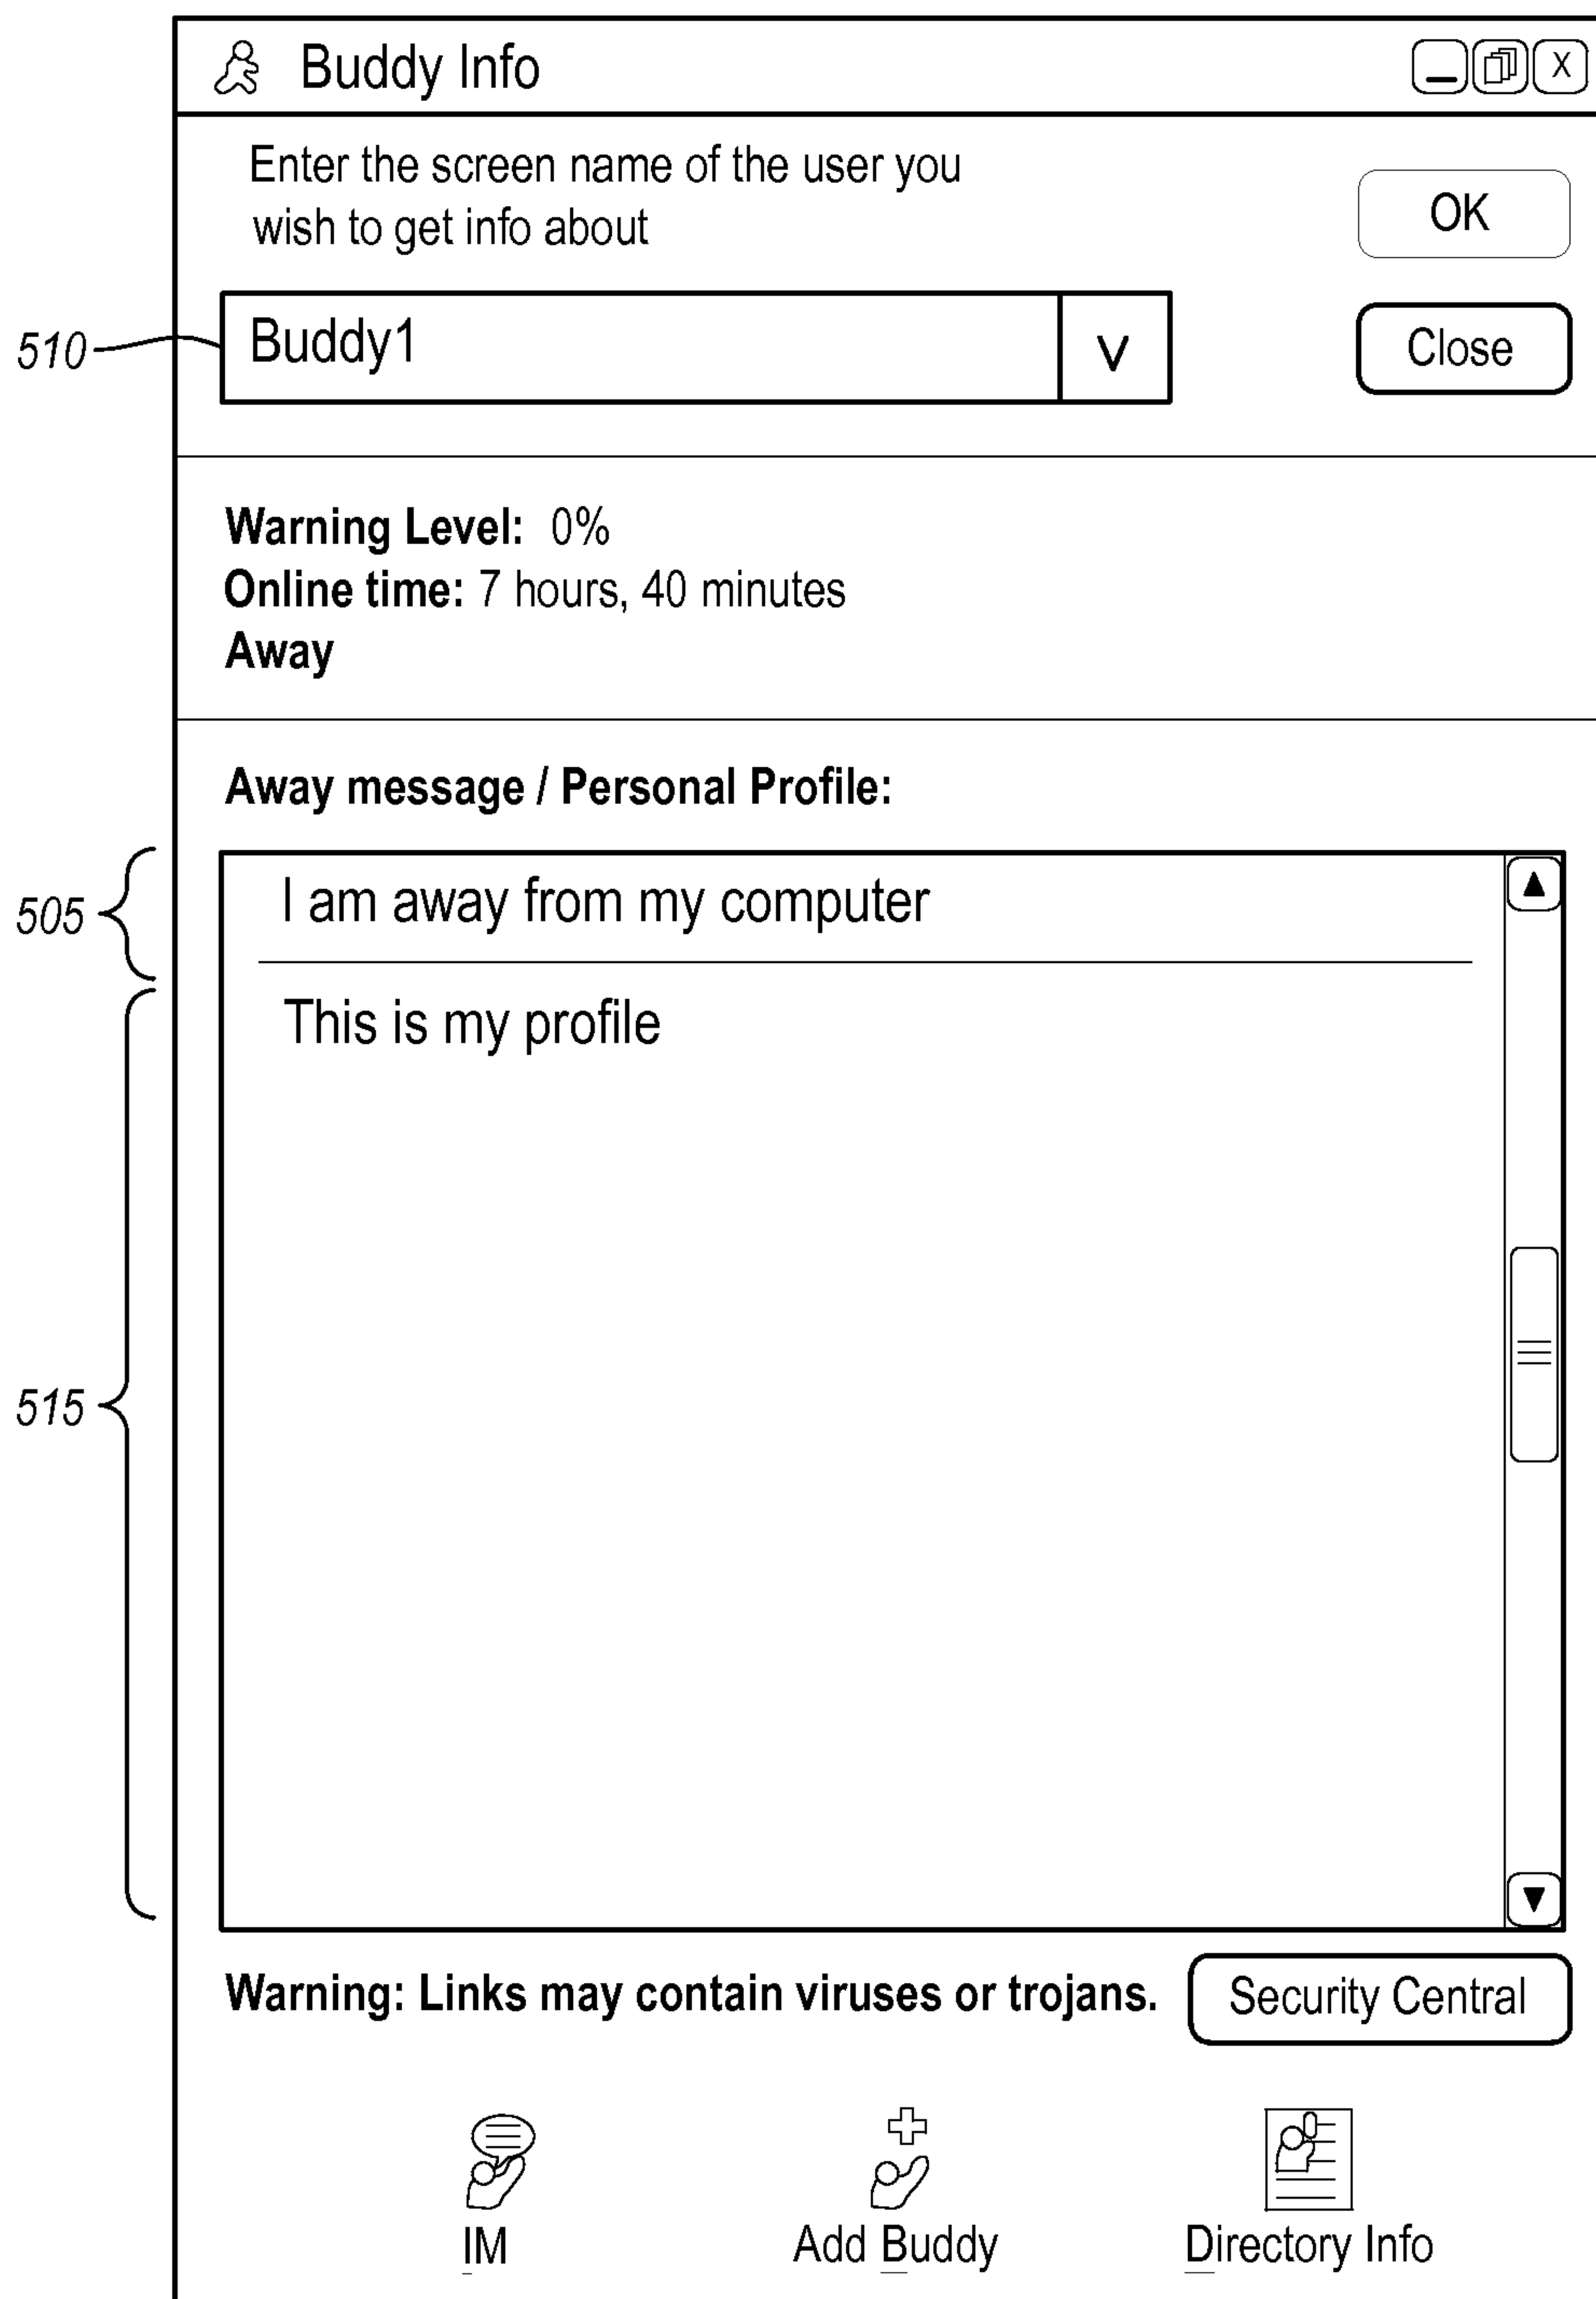 Buddy Info
X
Enter the screen name of the user you
wish to get info about
OK
510
Buddy1
V
Close
Warning Level: 0%
Online time: 7 hours, 40 minutes
Away
Away message / Personal Profile:
505
I am away from my computer
This is my profile
515
Warning: Links may contain viruses or trojans.
Security Central
IM
Add Buddy
Directory Info